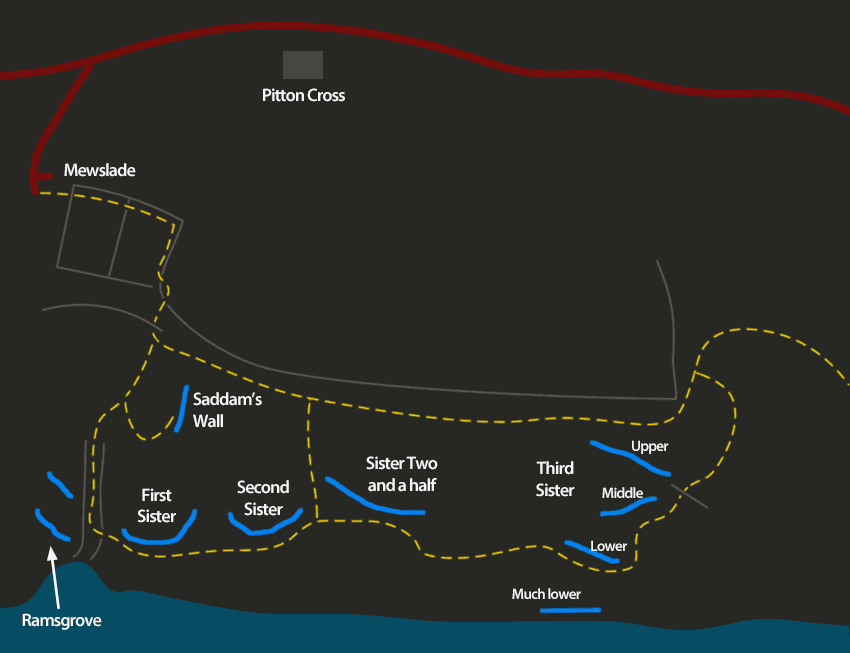 Pitton Cross
Mewslade
Saddam's
Wall
Upper
Sister Two
and a half
Third
Sister
First
Sister
Second
Sister
Middle
Lower
Much lower
Ramsgrove